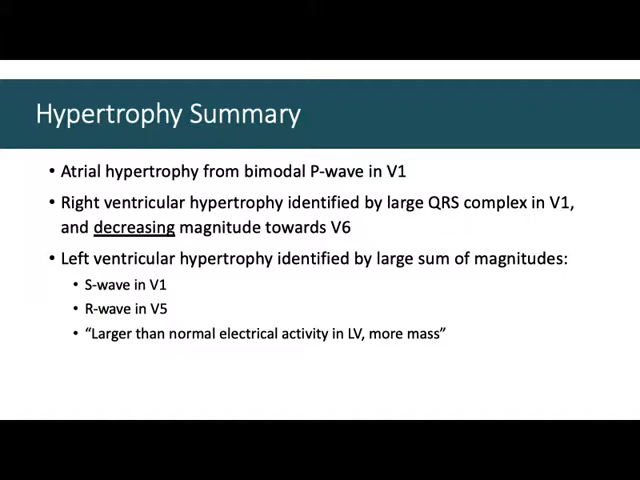 Hypertrophy Summary
• Atrial hypertrophy from bimodal P-wave in V1
• Right ventricular hypertrophy identified by large QRS complex in V1,
and decreasing magnitude towards V6
• Left ventricular hypertrophy identified by large sum of magnitudes:
• S-wave in V1
• R-wave in V5
• “Larger than normal electrical activity in LV, more mass”